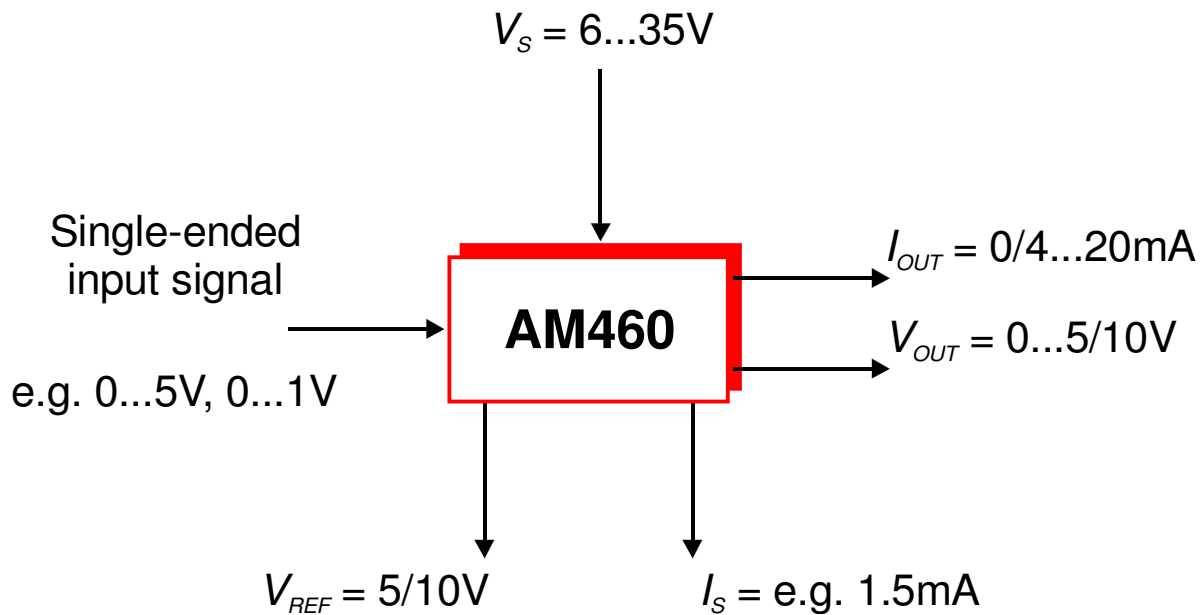 V_S = 6...35V
Single-ended
input signal
e.g. 0...5V, 0...1V
AM460
I_OUT = 0/4...20mA
V_OUT = 0...5/10V
V_REF = 5/10V
I_S = e.g. 1.5mA